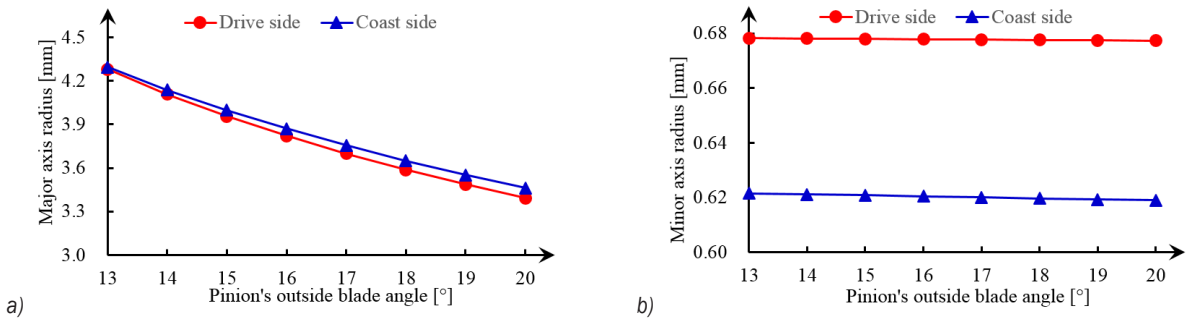 Drive side
Coast side
4.5
4.2
3.9
3.6
3.3
3.0
Major axis radius [mm]
13 14 15 16 17 18 19 20
Pinion's outside blade angle [°]
a)
Drive side
Coast side
0.68
0.66
0.64
0.62
0.60
Minor axis radius [mm]
13 14 15 16 17 18 19 20
Pinion's outside blade angle [°]
b)